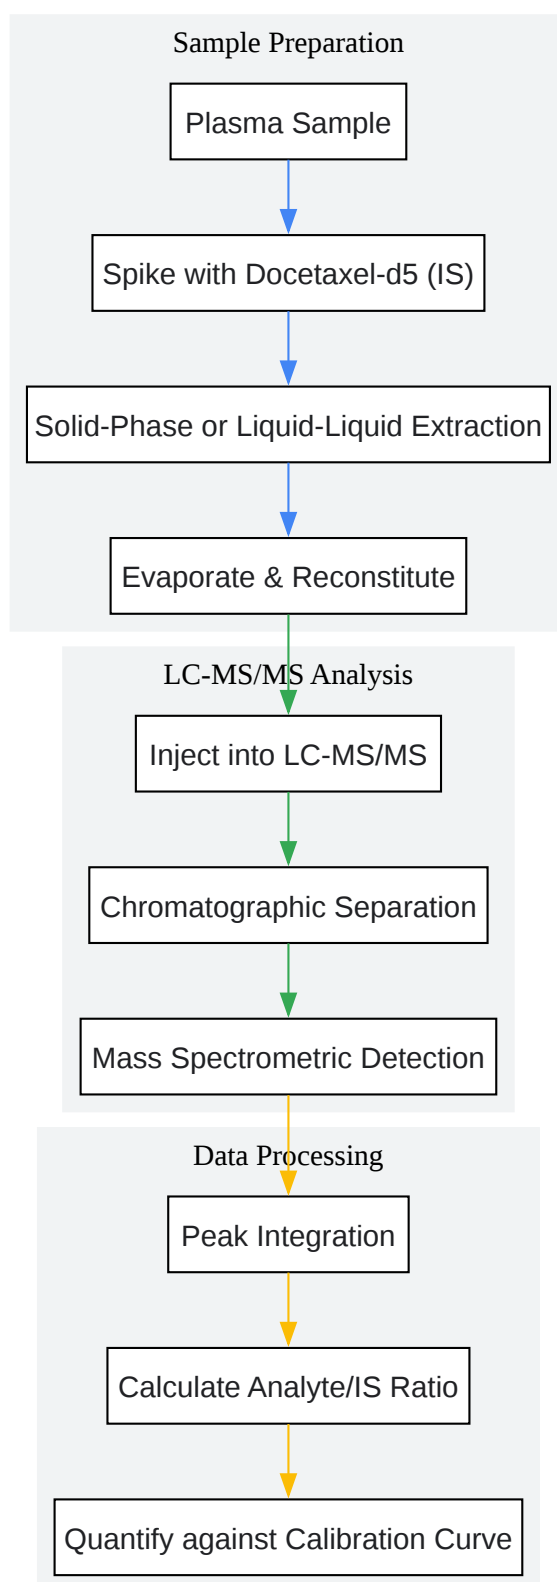 Sample Preparation
Plasma Sample
Spike with Docetaxel-d5 (IS)
Solid-Phase or Liquid-Liquid Extraction
Evaporate & Reconstitute
LC-MS/MS Analysis
Inject into LC-MS/MS
Chromatographic Separation
Mass Spectrometric Detection
Data Processing
Peak Integration
Calculate Analyte/IS Ratio
Quantify against Calibration Curve